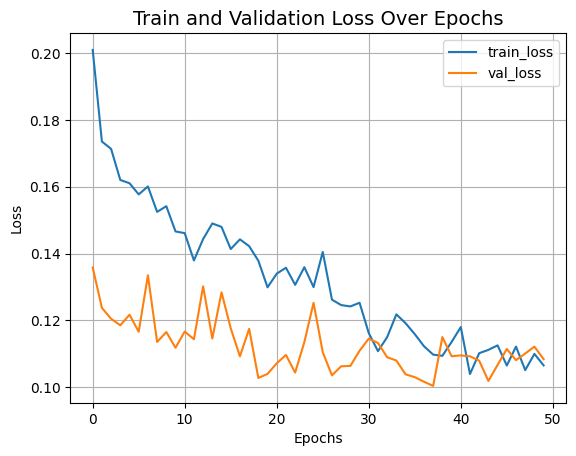 Train and Validation Loss Over Epochs
train_loss
val_loss
0.20
0.18
0.16
0.14
0.12
0.10
Loss
0 10 20 30 40 50
Epochs